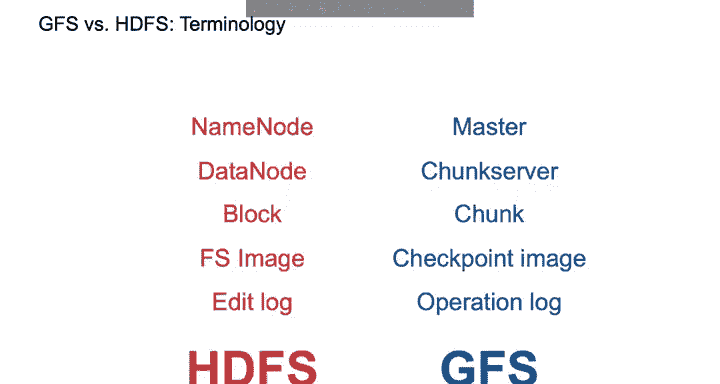 GFS vs. HDFS: Terminology
NameNode Master
DataNode Chunkserver
Block Chunk
FS Image Checkpoint image
Edit log Operation log
HDFS GFS